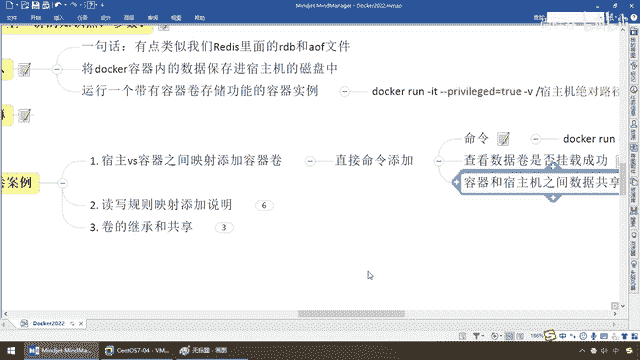 Mindjet MindManager - Docker2022.mmap
一句话：有点类似我们Redis里面的rdb和aof文件
将docker容器内的数据保存进宿主机的磁盘中
运行一个带有容器卷存储功能的容器实例
docker run -it --privileged=true -v /宿主机绝对路径
命令
docker run
1. 宿主vs容器之间映射添加容器卷
直接命令添加
查看数据卷是否挂载成功
卷案例
容器和宿主机之间数据共享
2. 读写规则映射添加说明
6
3. 卷的继承和共享
3
Docker2022
Mindjet MindMa...
CentOS7-04 - VM...
无标题 - 画图